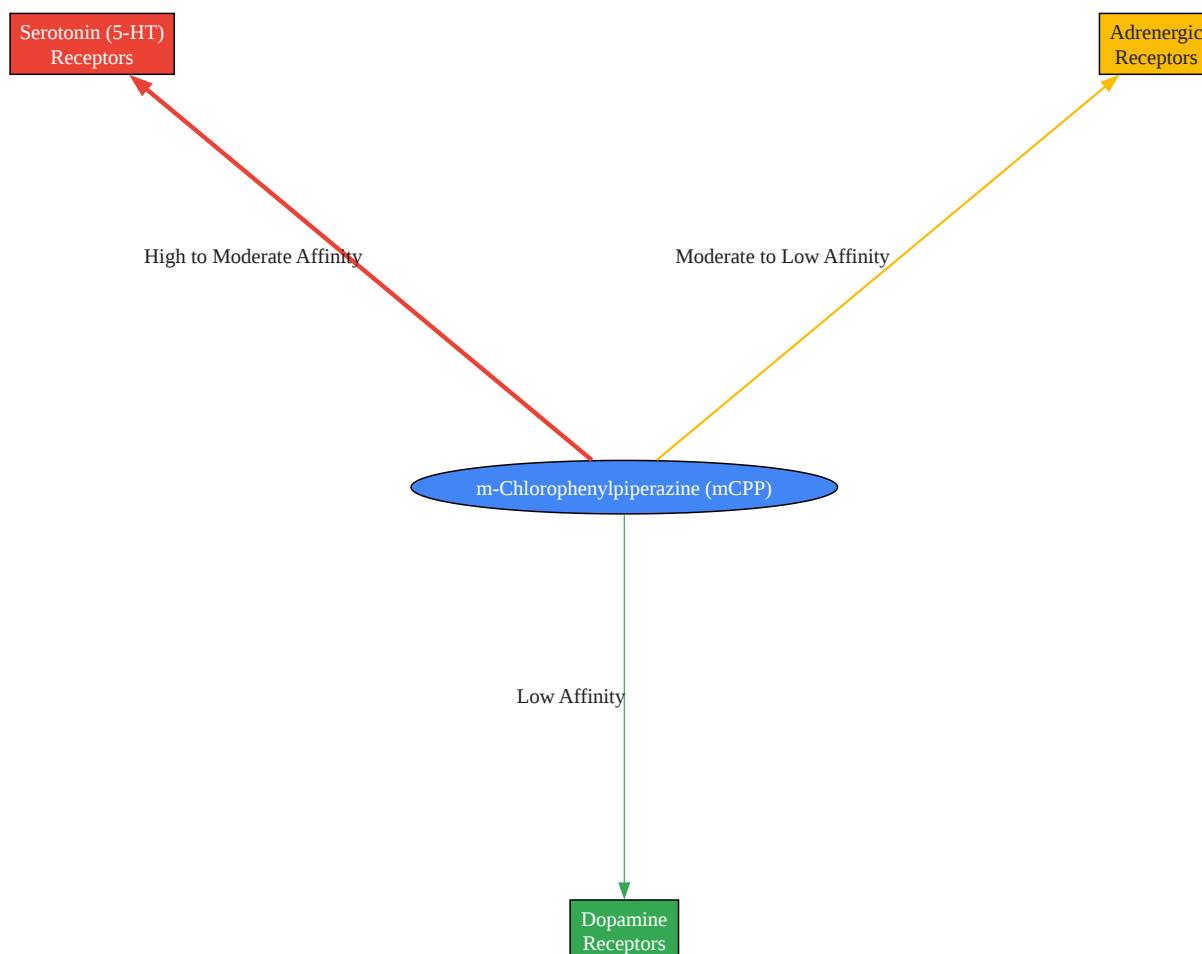 Serotonin (5-HT)
Receptors
Adrenergic
Receptors
High to Moderate Affinity
Moderate to Low Affinity
m-Chlorophenylpiperazine (mCPP)
Low Affinity
Dopamine
Receptors